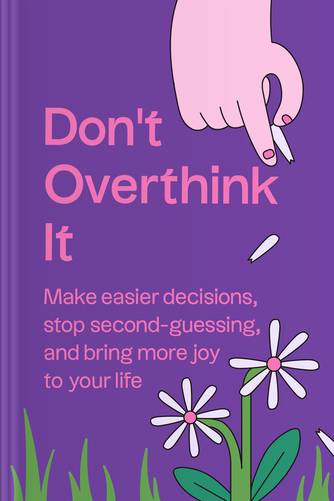 Don't
Overthink
It
Make easier decisions,
stop second-guessing,
and bring more joy
to your life